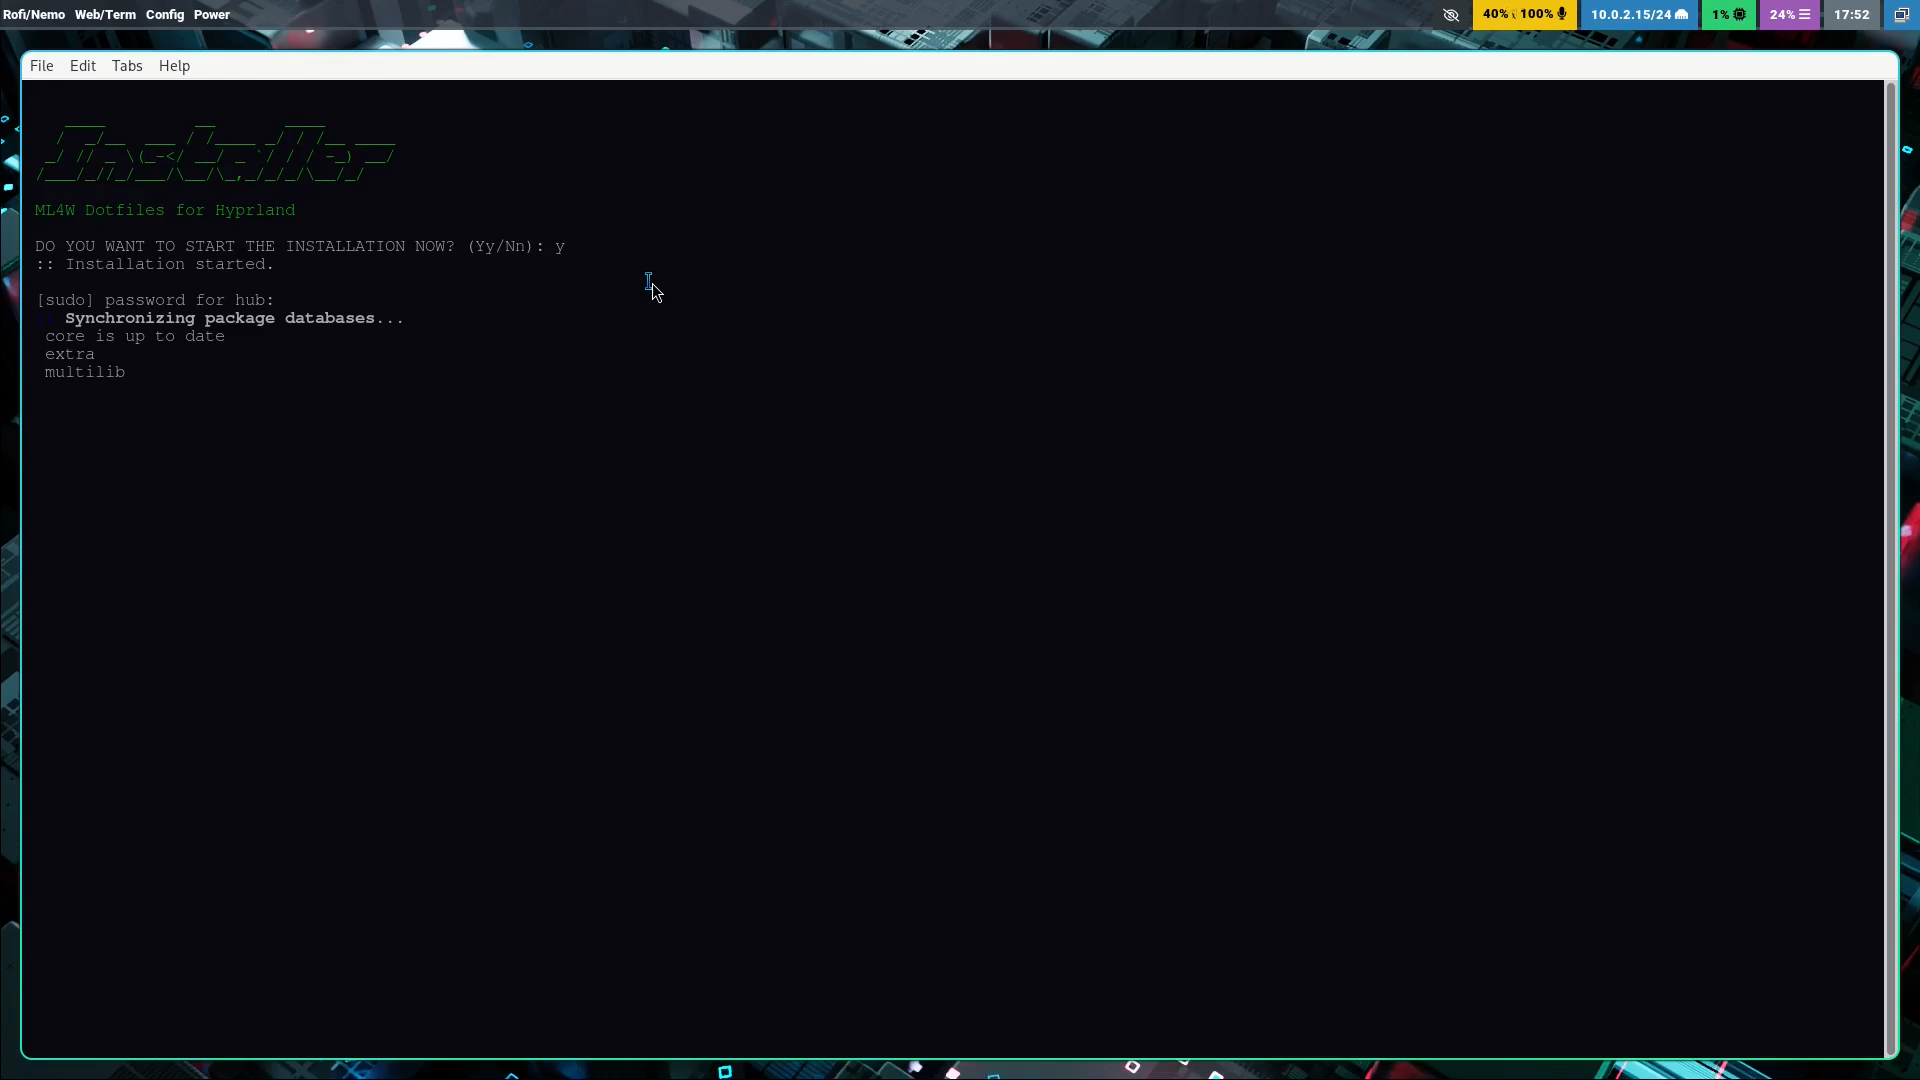 Rofi/Nemo Web/Term Config Power 40% 100% 10.0.2.15/24 1% 24% 17:52
File Edit Tabs Help
Installer
ML4W Dotfiles for Hyprland
DO YOU WANT TO START THE INSTALLATION NOW? (Yy/Nn): y
:: Installation started.
[sudo] password for hub:
:: Synchronizing package databases...
core is up to date
extra
multilib